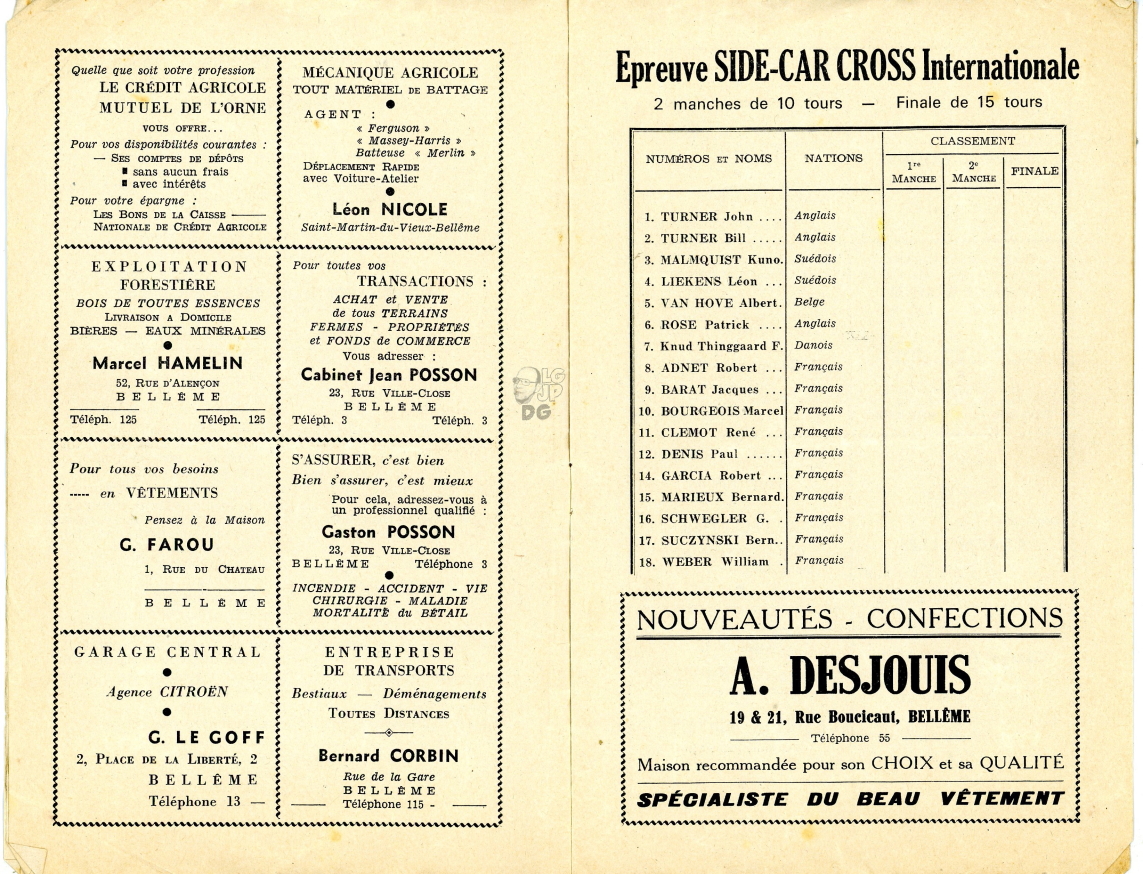 Quelle que soit votre profession
LE CRÉDIT AGRICOLE
MUTUEL DE L'ORNE
VOUS OFFRE...
Pour vos disponibilités courantes :
— SES COMPTES DE DÉPÔTS
▪ sans aucun frais
▪ avec intérêts
Pour votre épargne :
LES BONS DE LA CAISSE ———
NATIONALE DE CRÉDIT AGRICOLE
MÉCANIQUE AGRICOLE
TOUT MATÉRIEL DE BATTAGE
AGENT :
« Ferguson »
« Massey-Harris »
Batteuse « Merlin »
DÉPLACEMENT RAPIDE
avec Voiture-Atelier
Léon NICOLE
Saint-Martin-du-Vieux-Bellême
EXPLOITATION
FORESTIÈRE
BOIS DE TOUTES ESSENCES
LIVRAISON A DOMICILE
BIÈRES — EAUX MINÉRALES
Marcel HAMELIN
52, RUE D'ALENÇON
BELLÊME
Téléph. 125 Téléph. 125
Pour toutes vos
TRANSACTIONS :
ACHAT et VENTE
de tous TERRAINS
FERMES - PROPRIÉTÉS
et FONDS de COMMERCE
Vous adresser :
Cabinet Jean POSSON
23, RUE VILLE-CLOSE
BELLÊME
Téléph. 3 Téléph. 3
Pour tous vos besoins
----- en VÊTEMENTS
Pensez à la Maison
G. FAROU
1, RUE DU CHATEAU
BELLÊME
S'ASSURER, c'est bien
Bien s'assurer, c'est mieux
Pour cela, adressez-vous à
un professionnel qualifié :
Gaston POSSON
23, RUE VILLE-CLOSE
BELLÊME Téléphone 3
INCENDIE - ACCIDENT - VIE
CHIRURGIE - MALADIE
MORTALITÉ du BÉTAIL
GARAGE CENTRAL
Agence CITROËN
G. LE GOFF
2, PLACE DE LA LIBERTÉ, 2
BELLÊME
Téléphone 13 —
ENTREPRISE
DE TRANSPORTS
Bestiaux — Déménagements
TOUTES DISTANCES
Bernard CORBIN
Rue de la Gare
BELLÊME
Téléphone 115 -
LG
JP
DG
Epreuve SIDE-CAR CROSS Internationale
2 manches de 10 tours — Finale de 15 tours
NUMÉROS ET NOMS NATIONS CLASSEMENT
1re MANCHE 2e MANCHE FINALE
1. TURNER John .... Anglais
2. TURNER Bill ..... Anglais
3. MALMQUIST Kuno. Suédois
4. LIEKENS Léon ... Suédois
5. VAN HOVE Albert. Belge
6. ROSE Patrick .... Anglais
7. Knud Thinggaard F. Danois
8. ADNET Robert ... Français
9. BARAT Jacques ... Français
10. BOURGEOIS Marcel Français
11. CLEMOT René ... Français
12. DENIS Paul ...... Français
14. GARCIA Robert ... Français
15. MARIEUX Bernard. Français
16. SCHWEGLER G. . Français
17. SUCZYNSKI Bern.. Français
18. WEBER William . Français
NOUVEAUTÉS - CONFECTIONS
A. DESJOUIS
19 & 21, Rue Boucicaut, BELLÊME
Téléphone 55
Maison recommandée pour son CHOIX et sa QUALITÉ
SPÉCIALISTE DU BEAU VÊTEMENT